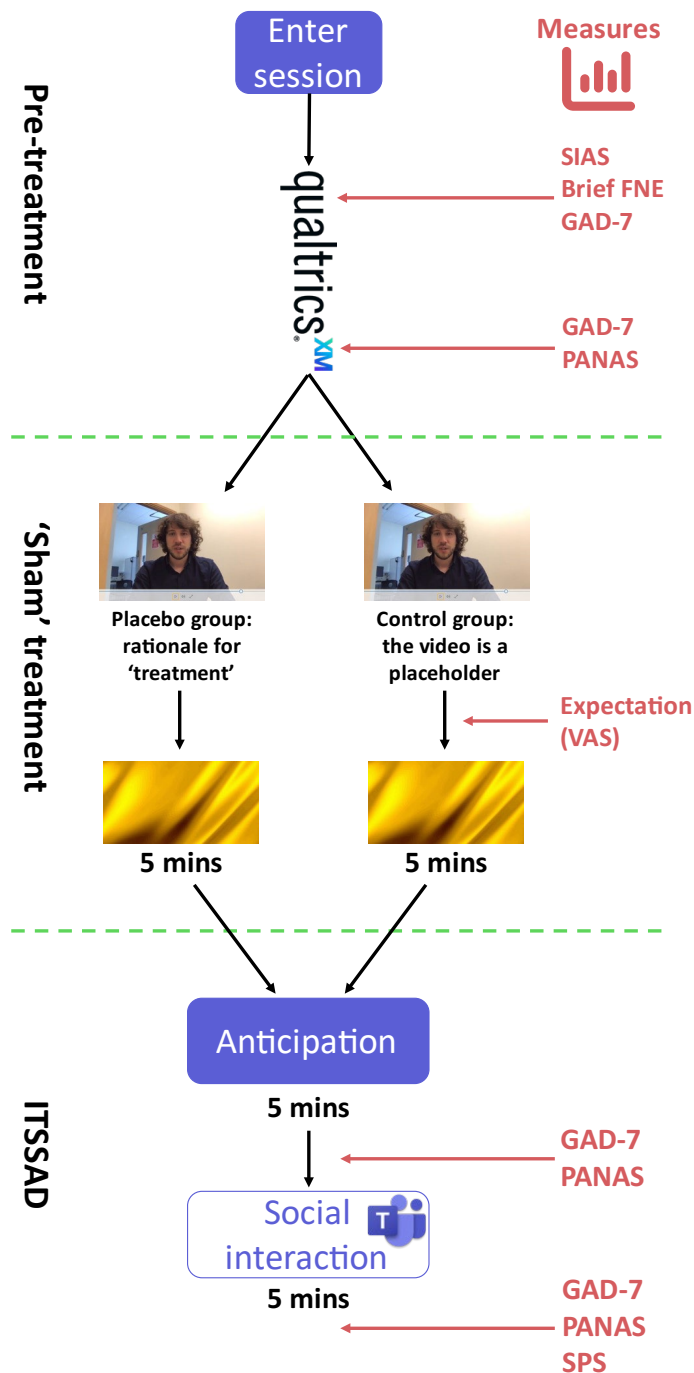 Enter
session
Measures
Pre-treatment
SIAS
Brief FNE
GAD-7
qualtrics.XM
®
GAD-7
PANAS
‘Sham’ treatment
Placebo group:
rationale for
‘treatment’
Control group:
the video is a
placeholder
Expectation
(VAS)
5 mins
5 mins
ITSSAD
Anticipation
5 mins
GAD-7
PANAS
Social
interaction
T
5 mins
GAD-7
PANAS
SPS